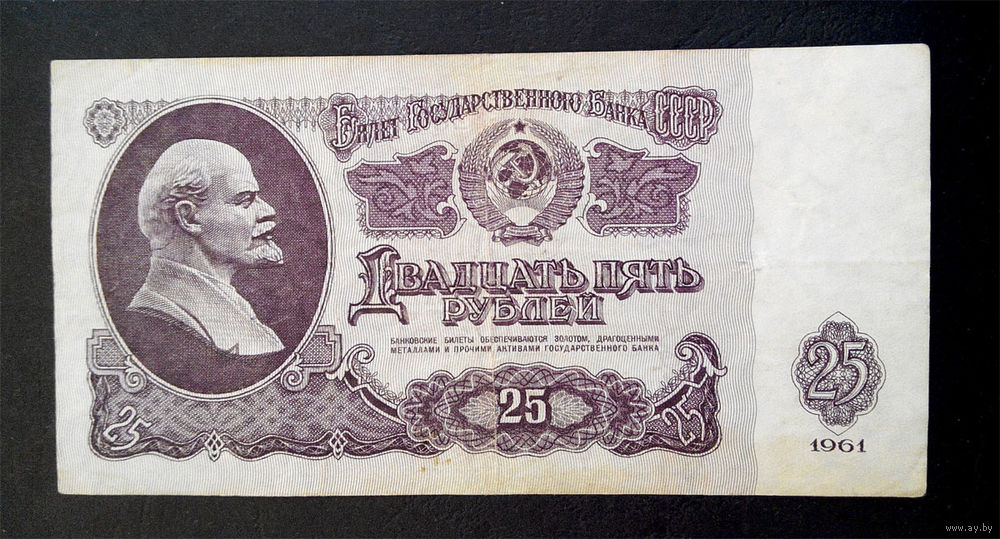 Билет Государственного Банка СССР
Двадцать пять
рублей
БАНКОВСКИЕ БИЛЕТЫ ОБЕСПЕЧИВАЮТСЯ ЗОЛОТОМ, ДРАГОЦЕННЫМИ
МЕТАЛЛАМИ И ПРОЧИМИ АКТИВАМИ ГОСУДАРСТВЕННОГО БАНКА
25
25
25
25
1961
www.ay.by